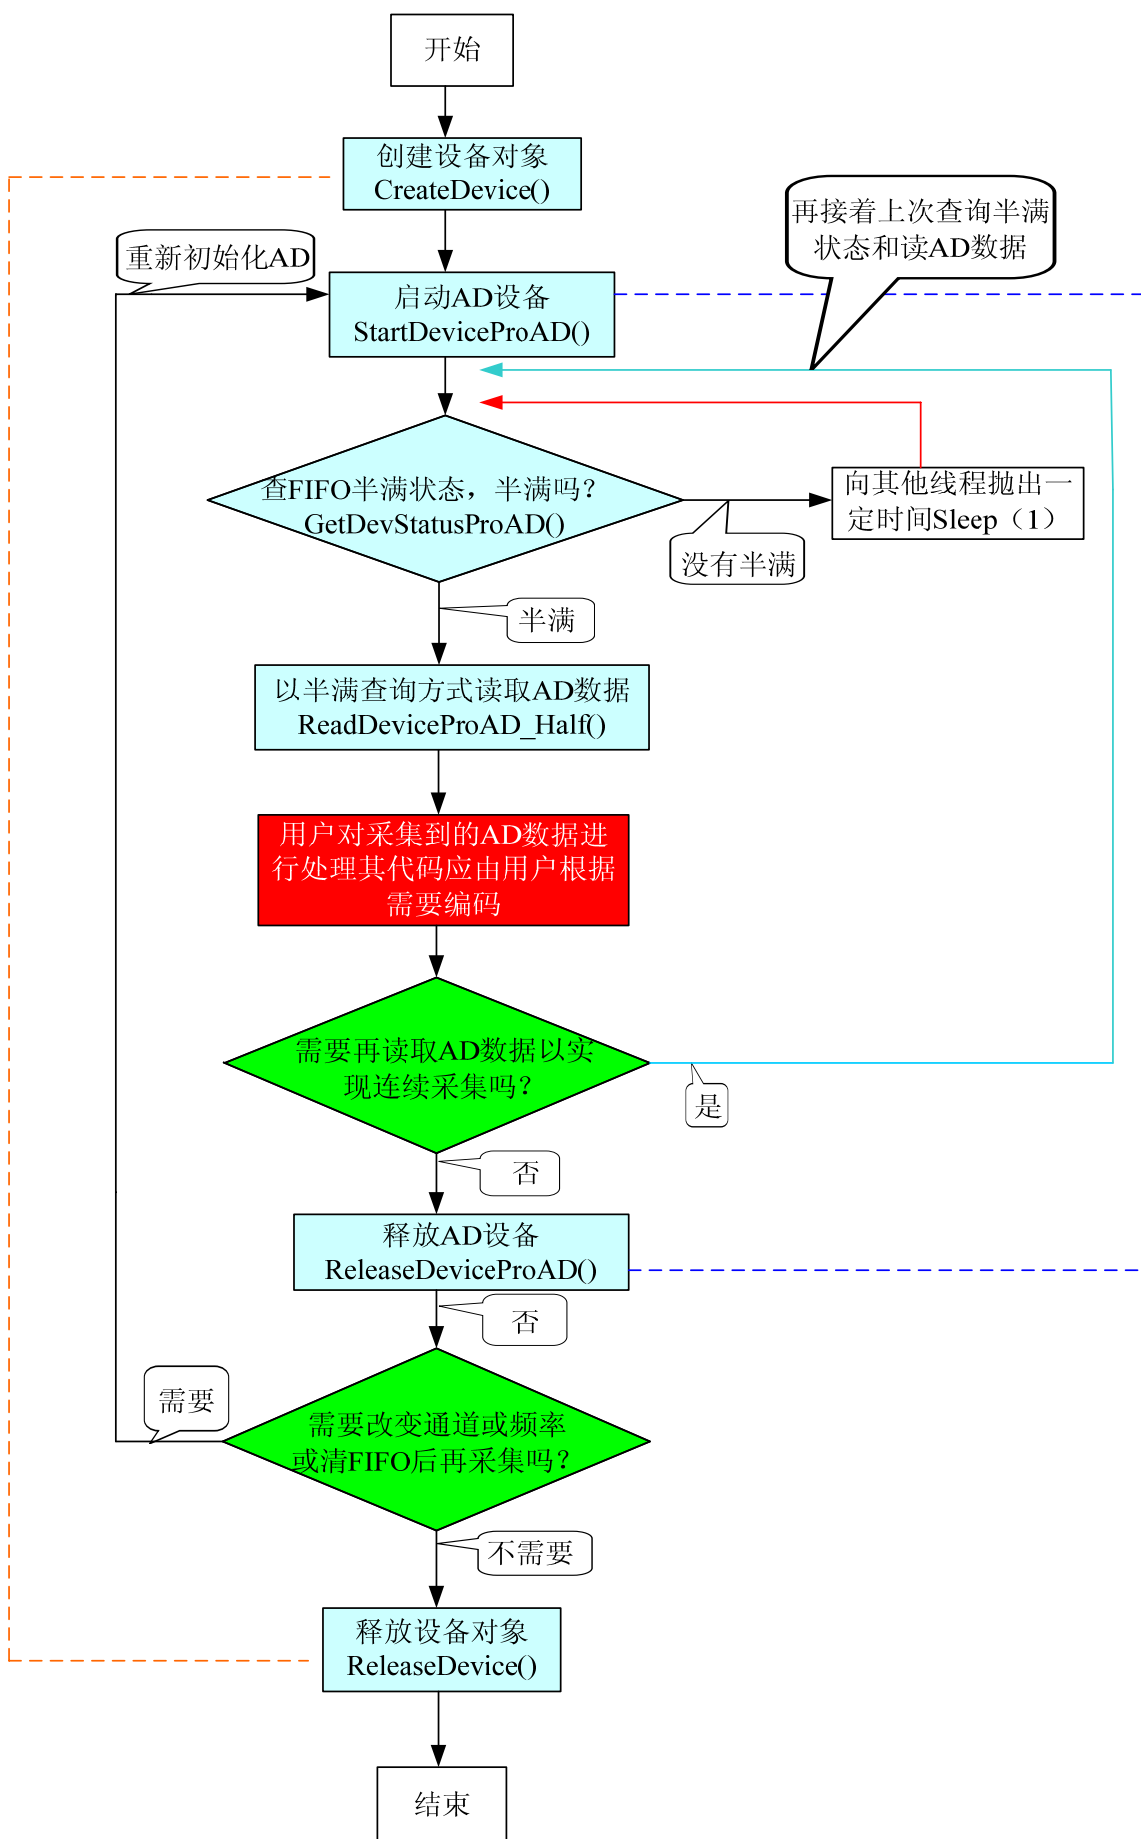 开始
创建设备对象
CreateDevice()
再接着上次查询半满
状态和读AD数据
重新初始化AD
启动AD设备
StartDeviceProAD()
查FIFO半满状态，半满吗？
GetDevStatusProAD()
向其他线程抛出一
定时间Sleep（1）
没有半满
半满
以半满查询方式读取AD数据
ReadDeviceProAD_Half()
用户对采集到的AD数据进
行处理其代码应由用户根据
需要编码
需要再读取AD数据以实
现连续采集吗？
是
否
释放AD设备
ReleaseDeviceProAD()
否
需要
需要改变通道或频率
或清FIFO后再采集吗？
不需要
释放设备对象
ReleaseDevice()
结束